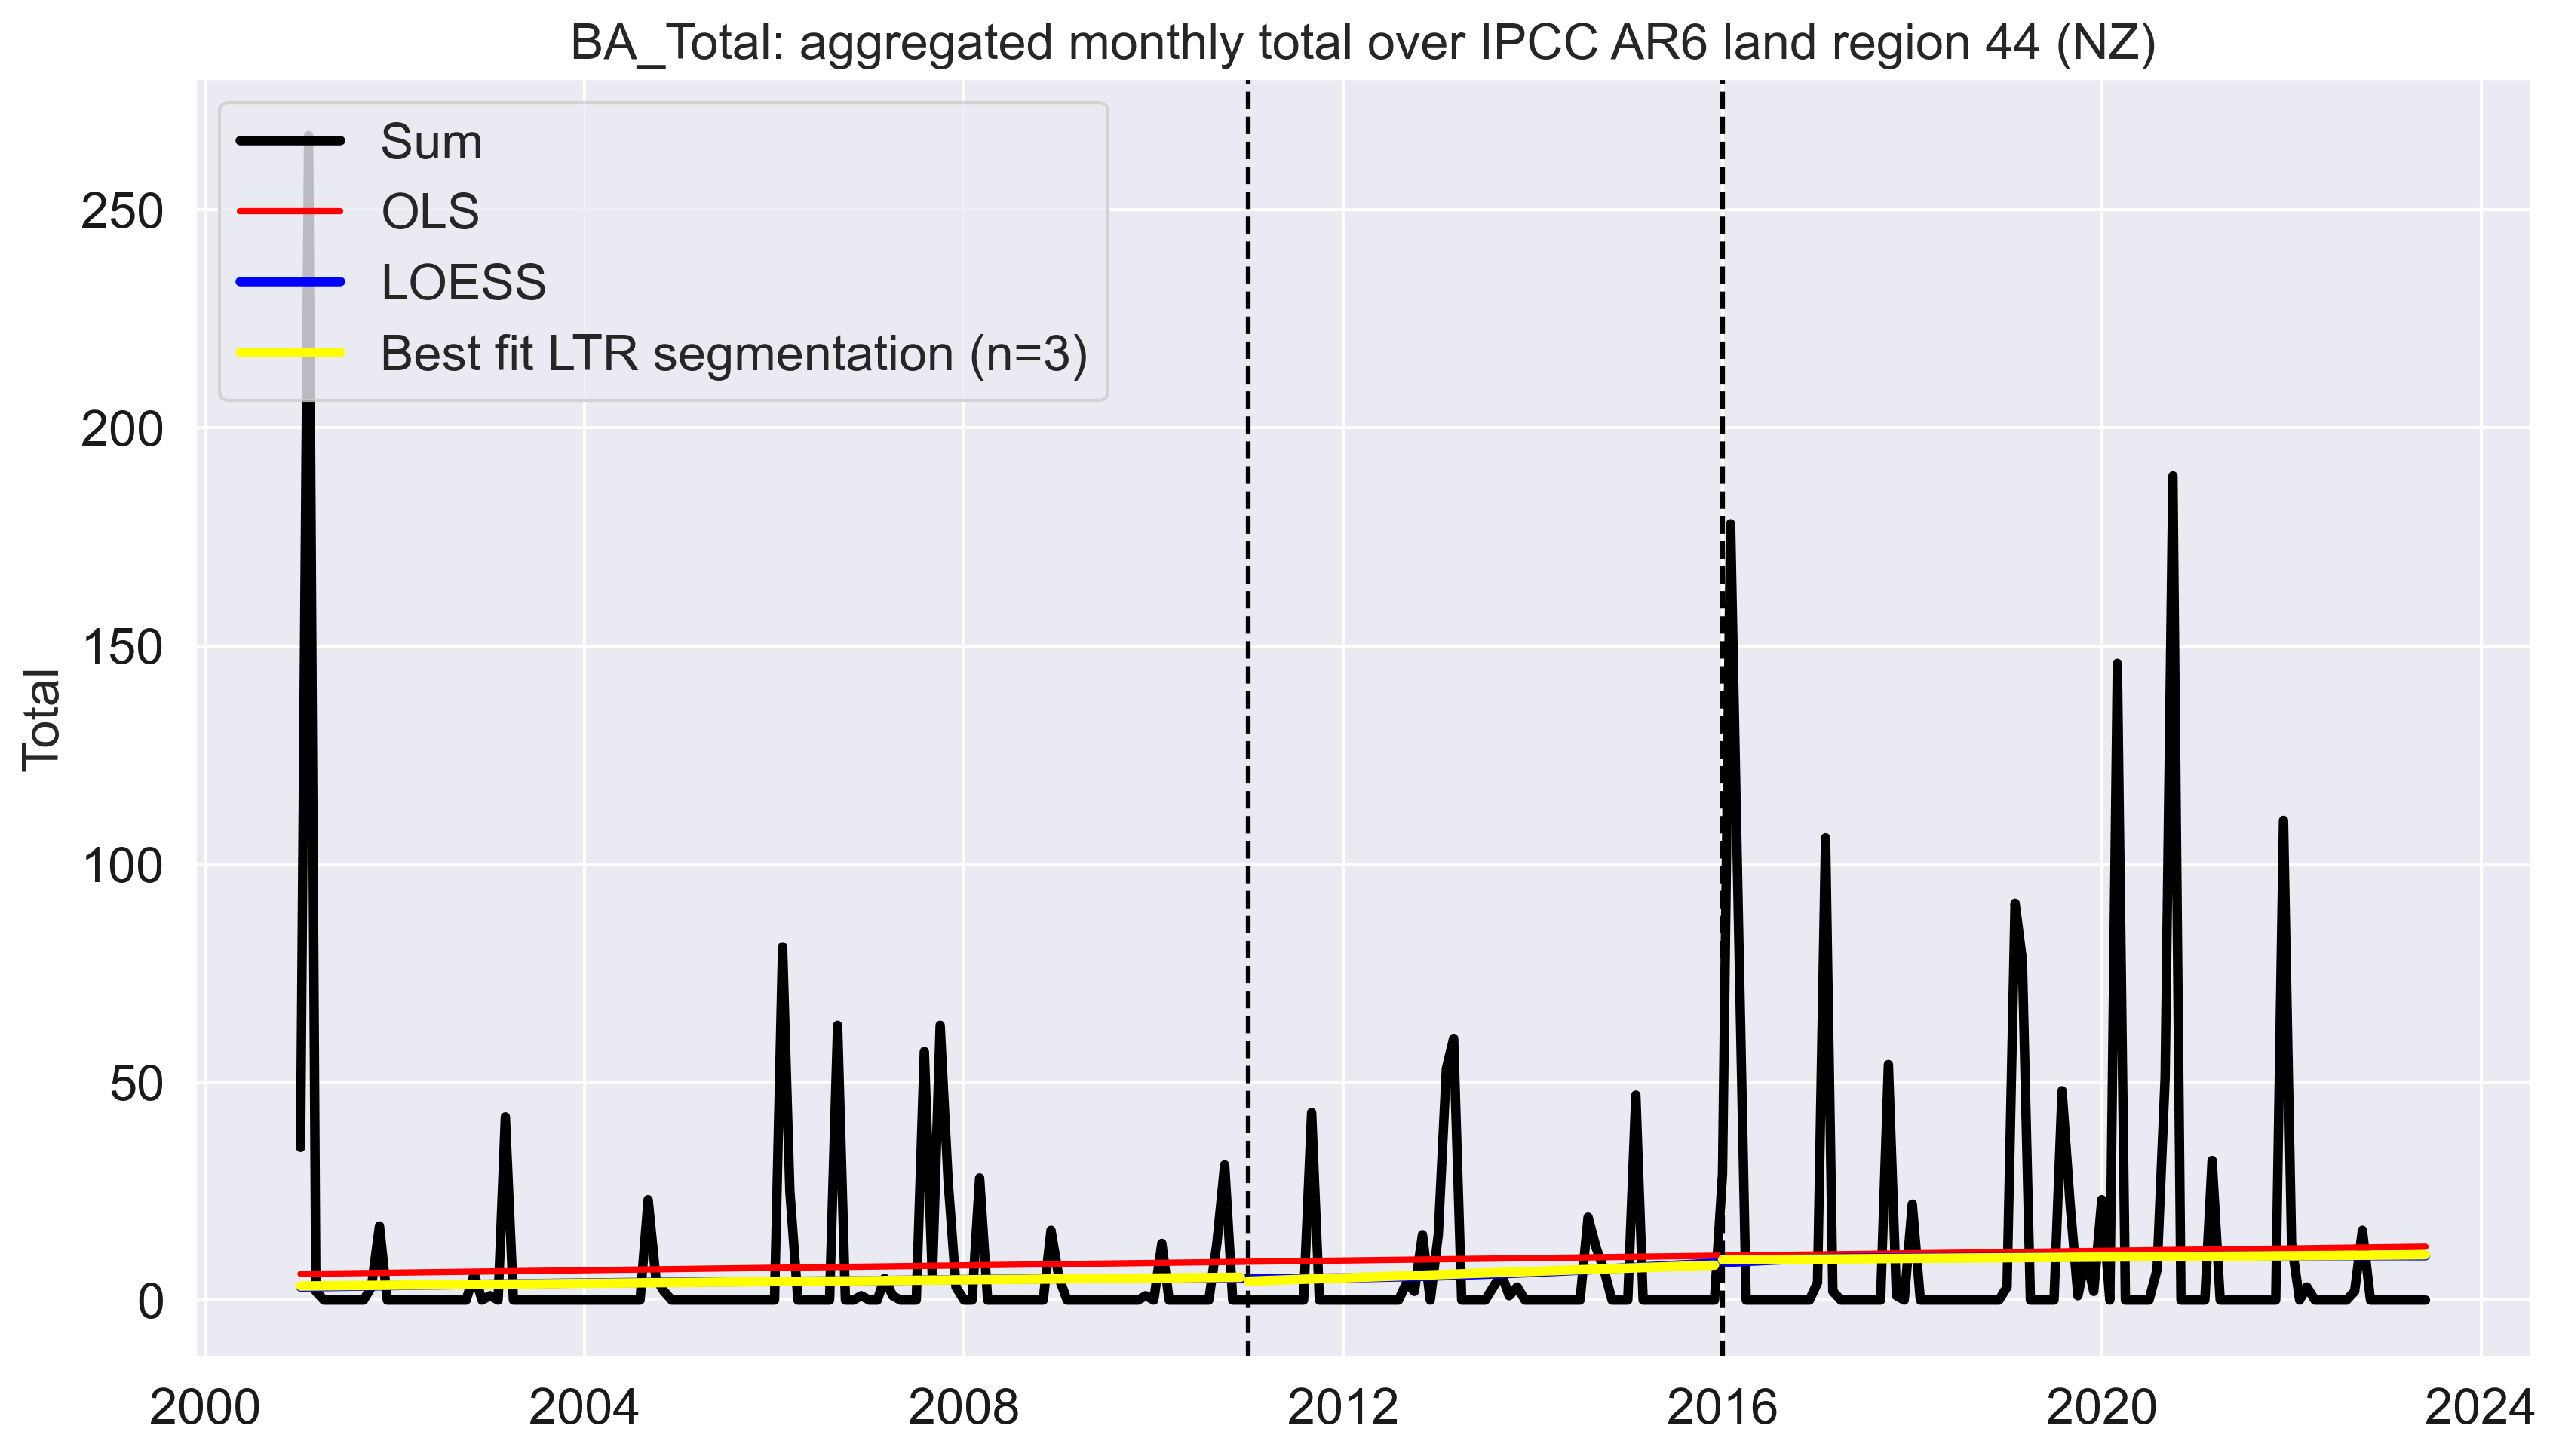 BA_Total: aggregated monthly total over IPCC AR6 land region 44 (NZ)
Sum
OLS
LOESS
Best fit LTR segmentation (n=3)
Total
250
200
150
100
50
0
2000
2004
2008
2012
2016
2020
2024